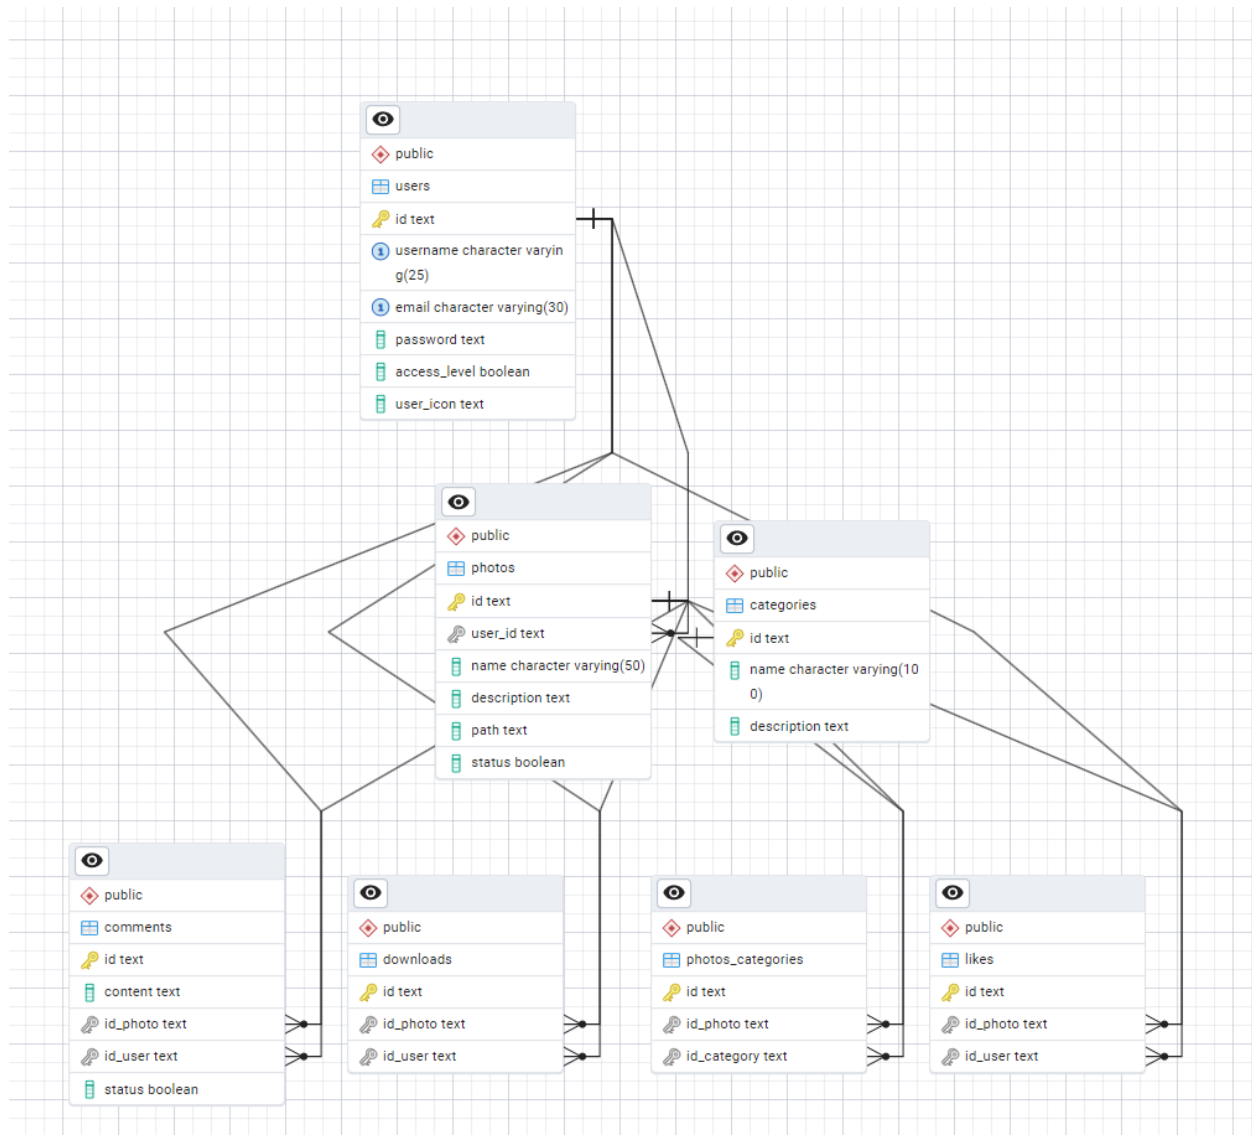 public
users
id text
username character varyin
g(25)
email character varying(30)
password text
access_level boolean
user_icon text
public
photos
id text
user_id text
name character varying(50)
description text
path text
status boolean
public
categories
id text
name character varying(10
0)
description text
public
comments
id text
content text
id_photo text
id_user text
status boolean
public
downloads
id text
id_photo text
id_user text
public
photos_categories
id text
id_photo text
id_category text
public
likes
id text
id_photo text
id_user text